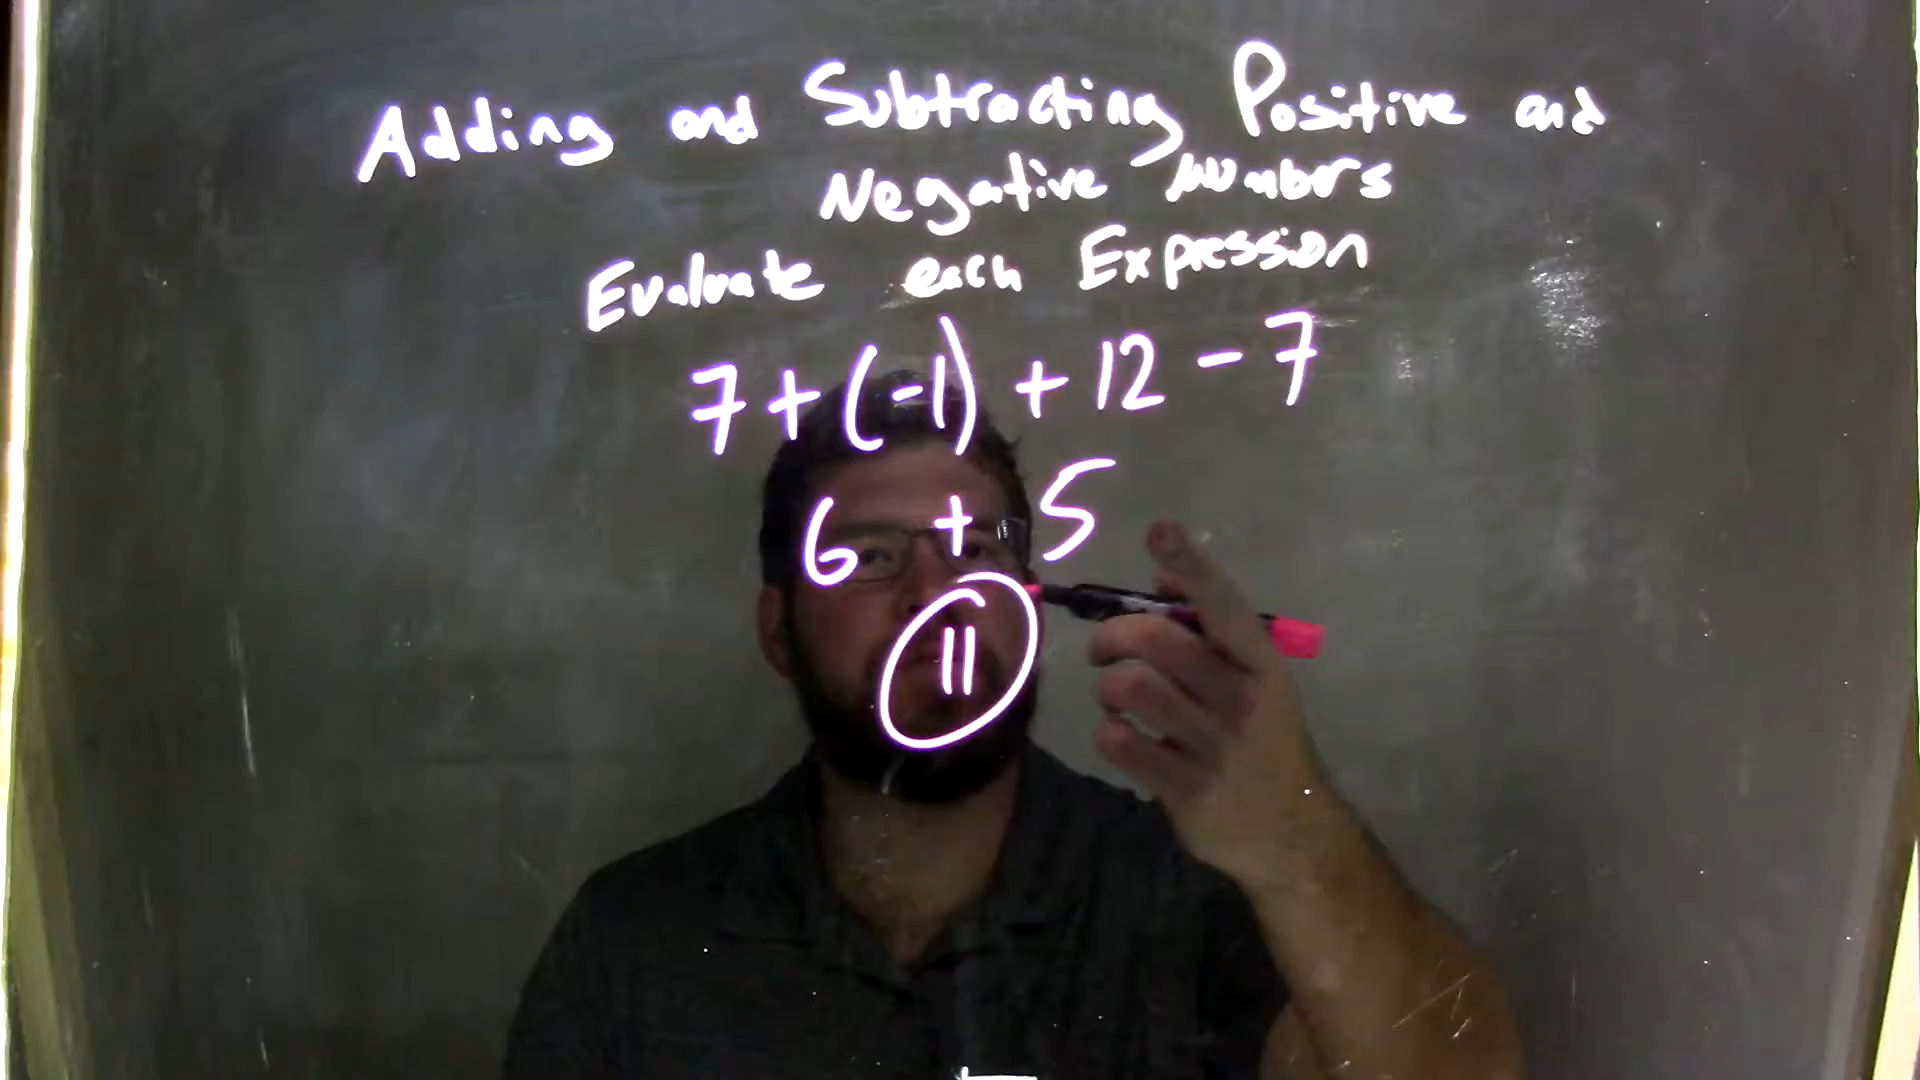 Adding and Subtracting Positive and
Negative Numbers
Evaluate each Expression
7 + (-1) + 12 - 7
6 + 5
11